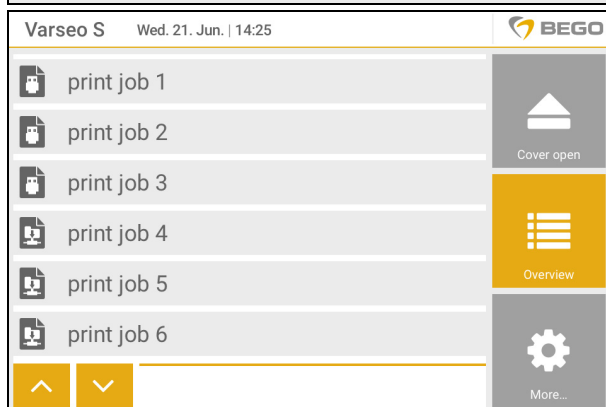 Varseo S Wed. 21. Jun. | 14:25 BEGO
print job 1
print job 2
Cover open
print job 3
print job 4
Overview
print job 5
print job 6
More...